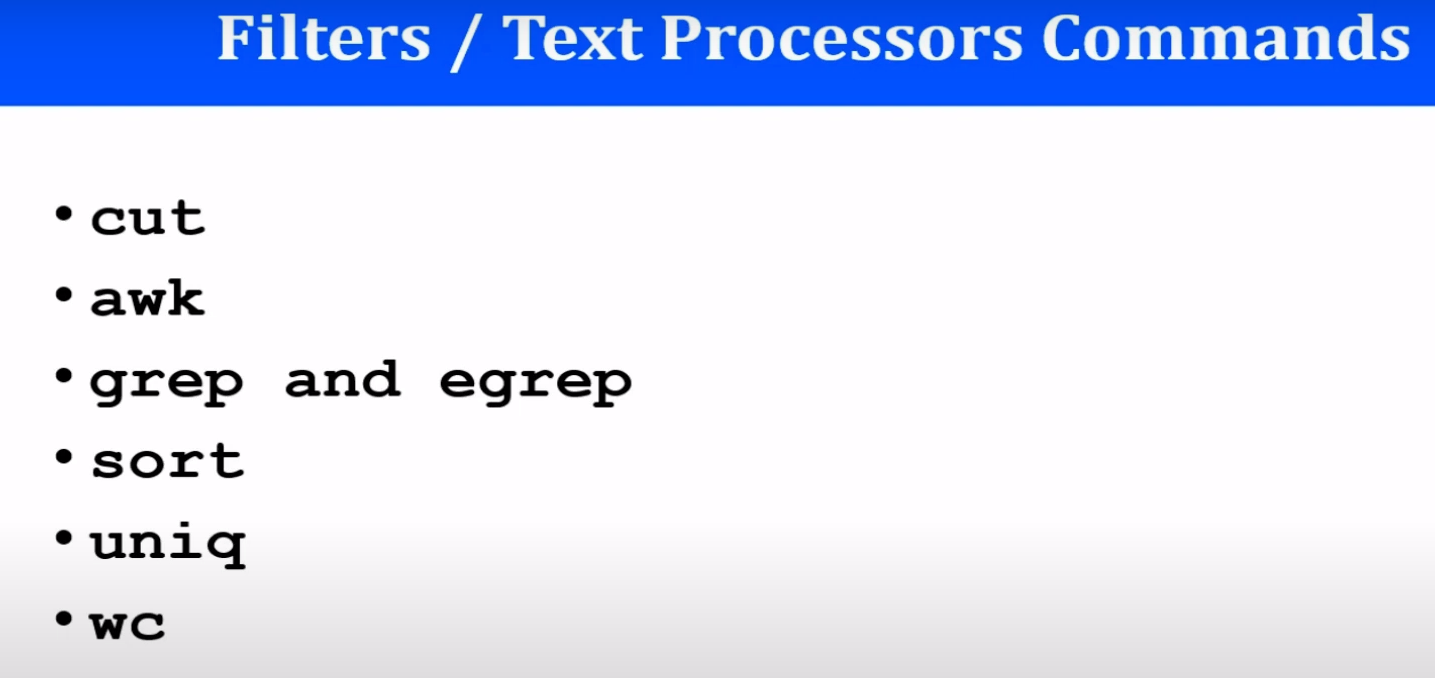 Filters / Text Processors Commands
• cut
• awk
• grep and egrep
• sort
• uniq
• wc